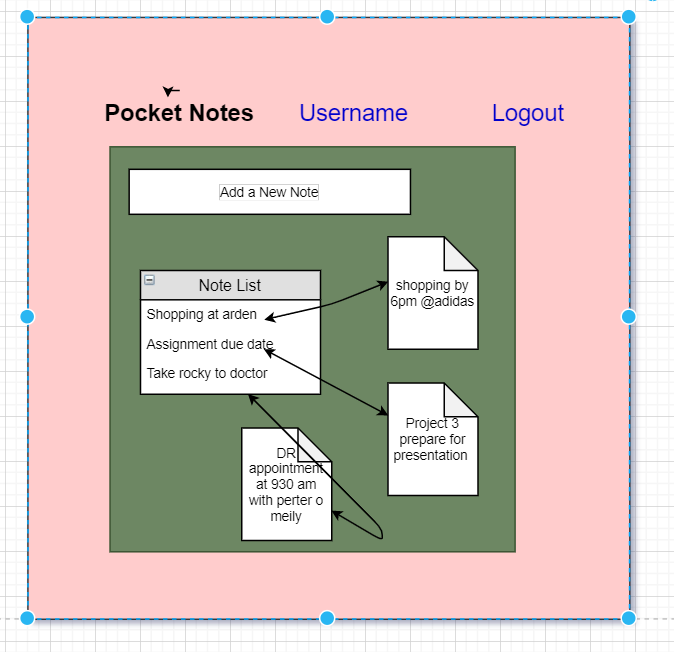 Pocket Notes
Username
Logout
Add a New Note
Note List
Shopping at arden
Assignment due date
Take rocky to doctor
shopping by
6pm @adidas
Project 3
prepare for
presentation
DR
appointment
at 930 am
with perter o
meily